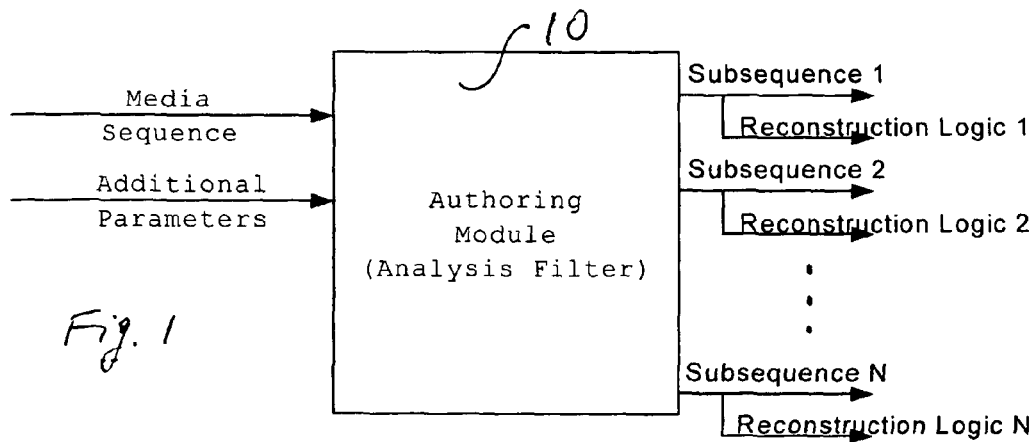 10
Media
Sequence
Additional
Parameters
Authoring
Module
(Analysis Filter)
Subsequence 1
Reconstruction Logic 1
Subsequence 2
Reconstruction Logic 2
Subsequence N
Reconstruction Logic N
Fig. 1